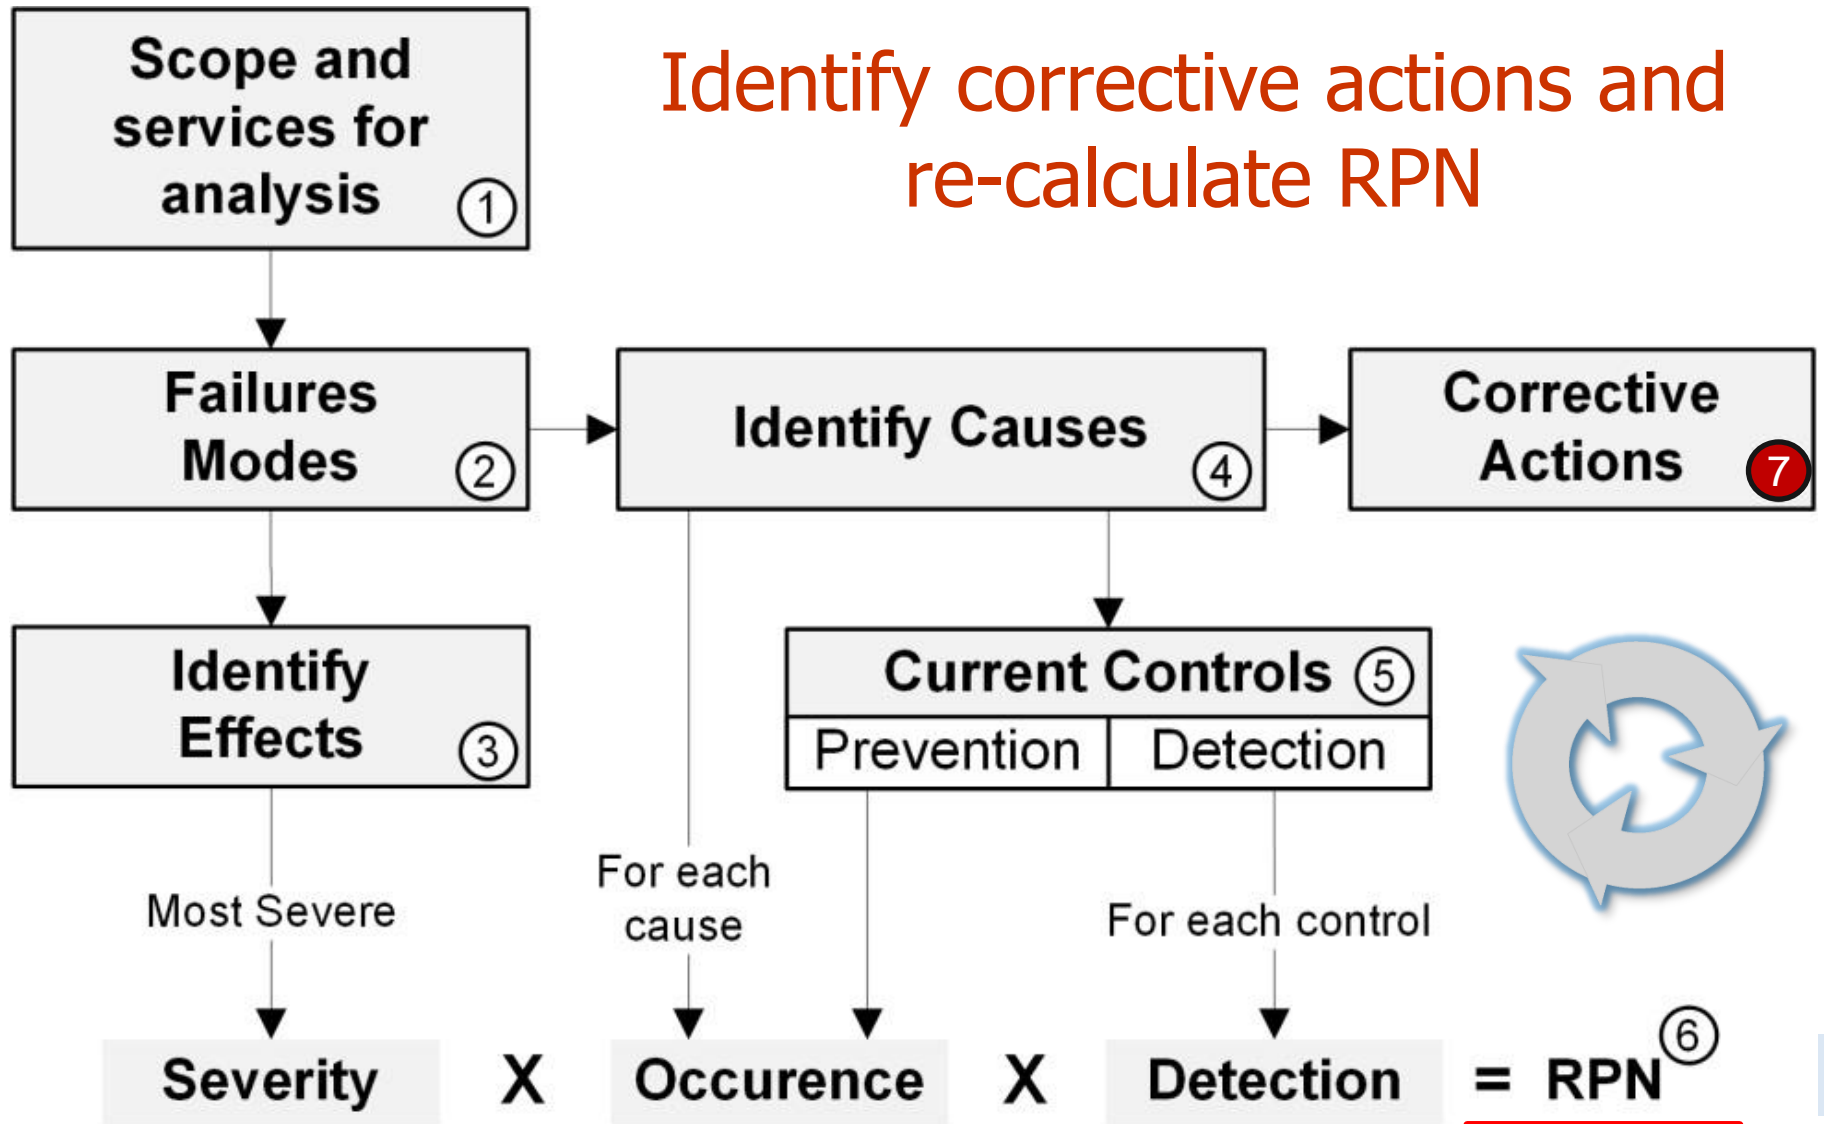 Scope and
services for
analysis
1
Identify corrective actions and
re-calculate RPN
Failures
Modes
2
Identify Causes
4
Corrective
Actions
7
Identify
Effects
3
Current Controls 5
Prevention
Detection
Most Severe
For each
cause
For each control
Severity X Occurence X Detection = RPN 6